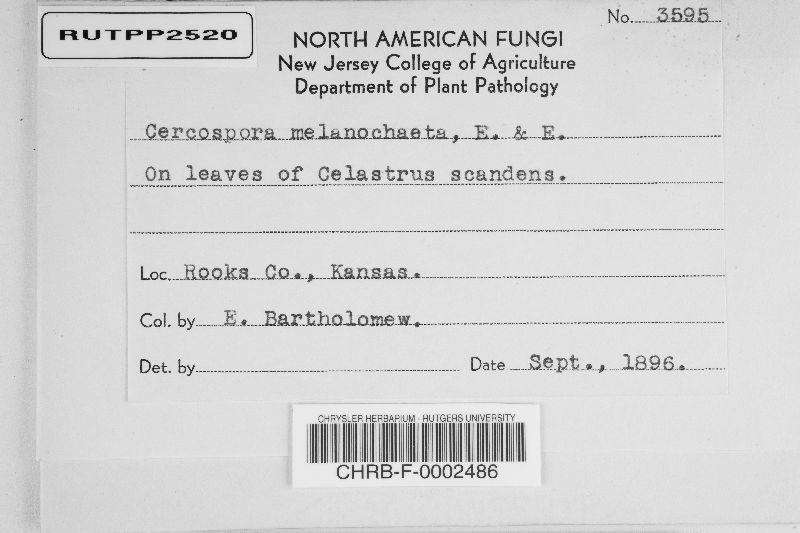 RUTPP2520
No. 3595
NORTH AMERICAN FUNGI
New Jersey College of Agriculture
Department of Plant Pathology
Cercospora melanochaeta, E. & E.
On leaves of Celastrus scandens.
Loc. Rooks Co., Kansas.
Col. by E. Bartholomew.
Det. by
Date Sept., 1896.
CHRYSLER HERBARIUM - RUTGERS UNIVERSITY
CHRB-F-0002486